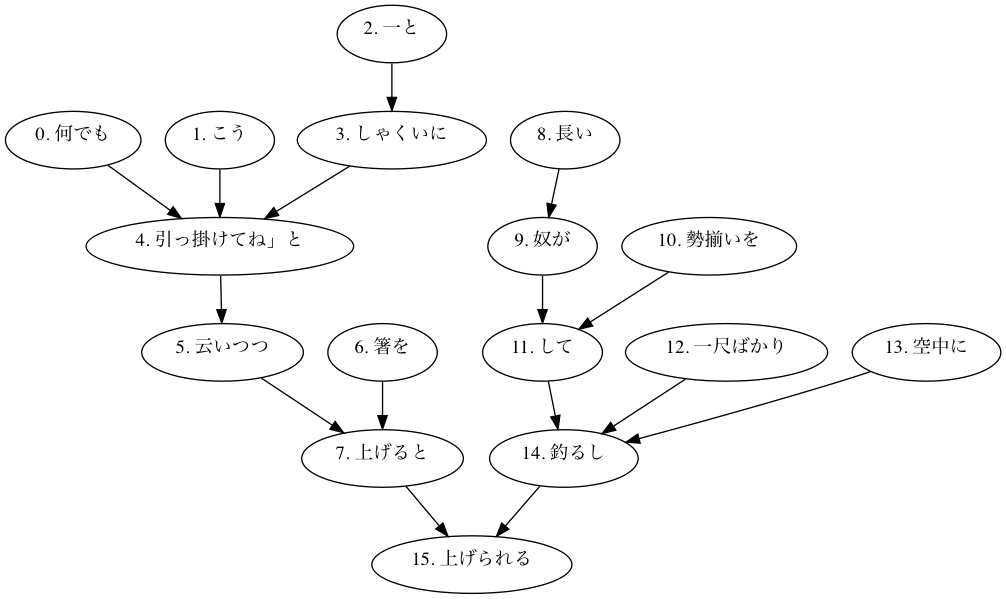 2. 一と
0. 何でも
1. こう
3. しゃくいに
8. 長い
4. 引っ掛けてね」と
9. 奴が
10. 勢揃いを
5. 云いつつ
6. 箸を
11. して
12. 一尺ばかり
13. 空中に
7. 上げると
14. 釣るし
15. 上げられる